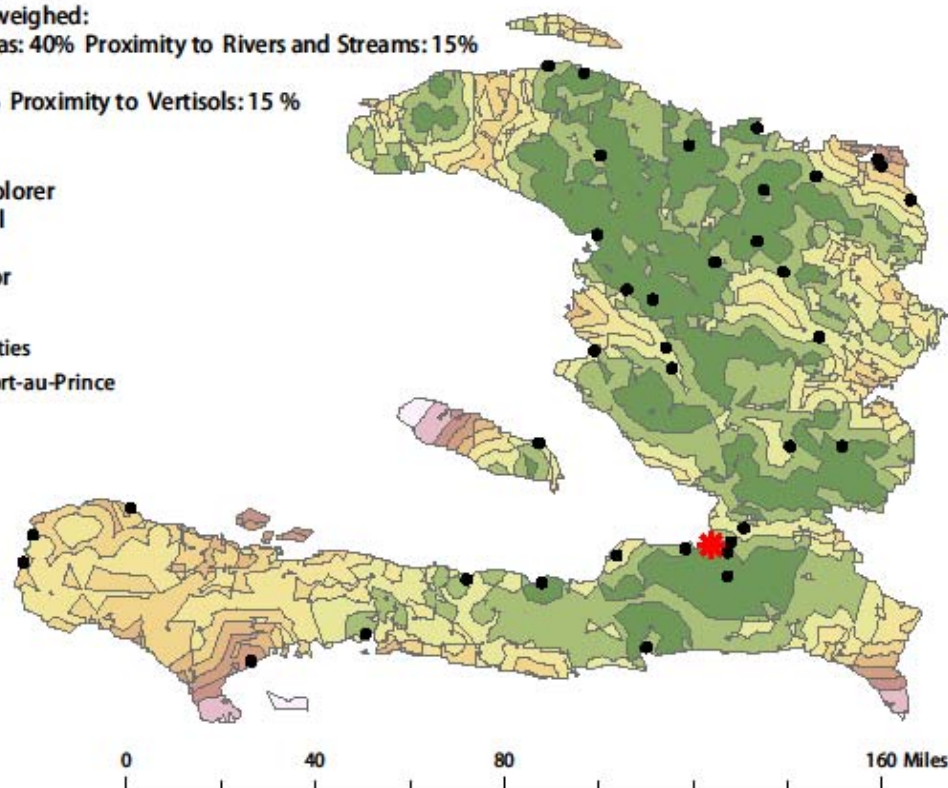 weighed:
as: 40% Proximity to Rivers and Streams: 15%
Proximity to Vertisols: 15 %
plorer
or
ties
rt-au-Prince
0 40 80 160 Miles